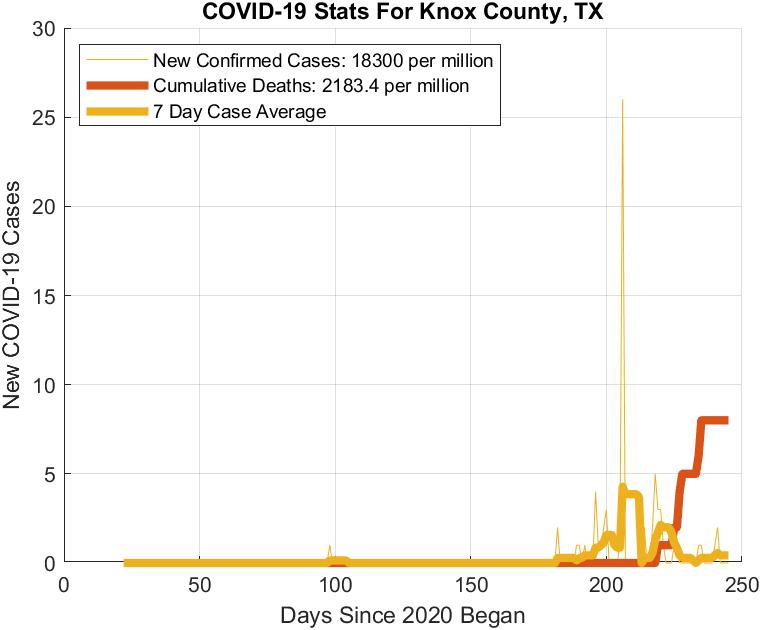 COVID-19 Stats For Knox County, TX
30
New Confirmed Cases: 18300 per million
Cumulative Deaths: 2183.4 per million
7 Day Case Average
25
20
15
10
5
0
New COVID-19 Cases
0 50 100 150 200 250
Days Since 2020 Began